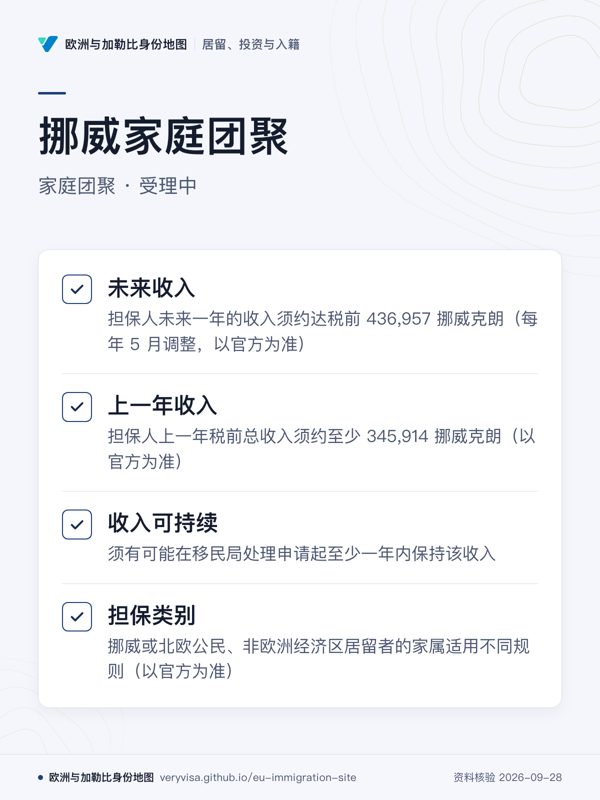 欧洲与加勒比身份地图 居留、投资与入籍
挪威家庭团聚
家庭团聚 · 受理中
未来收入
担保人未来一年的收入须约达税前 436,957 挪威克朗（每
年 5 月调整，以官方为准）
上一年收入
担保人上一年税前总收入须约至少 345,914 挪威克朗（以
官方为准）
收入可持续
须有可能在移民局处理申请起至少一年内保持该收入
担保类别
挪威或北欧公民、非欧洲经济区居留者的家属适用不同规
则（以官方为准）
欧洲与加勒比身份地图 veryvisa.github.io/eu-immigration-site 资料核验 2026-09-28